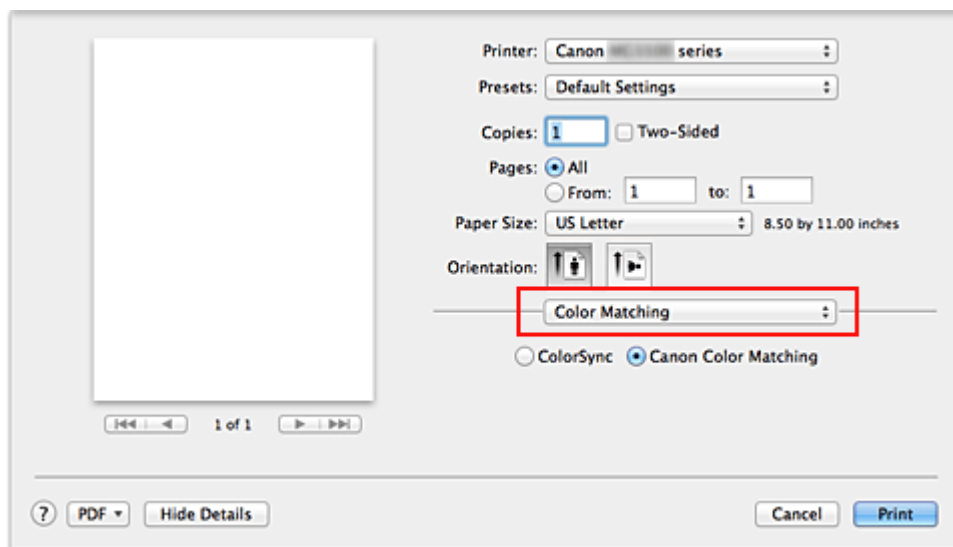 Printer: Canon series
Presets: Default Settings
Copies: 1 Two-Sided
Pages: All
From: 1 to: 1
Paper Size: US Letter 8.50 by 11.00 inches
Orientation:
Color Matching
ColorSync Canon Color Matching
1 of 1
? PDF Hide Details Cancel Print